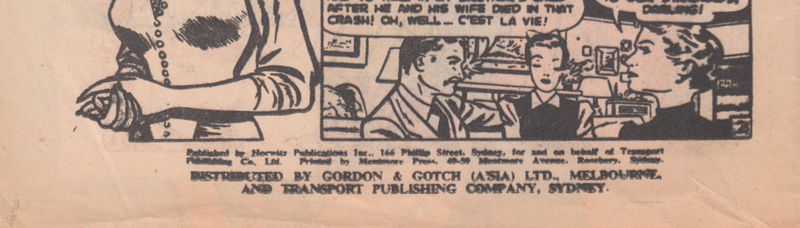 AFTER HE AND HIS WIFE DIED IN THAT
CRASH! OH, WELL... C'EST LA VIE!
DARLING!
Published by Horwitz Publications Inc., 166 Phillip Street, Sydney, for and on behalf of Transport
Publishing Co. Ltd. Printed by Mentmore Press, 49-59 Mentmore Avenue, Rosebery, Sydney.
DISTRIBUTED BY GORDON & GOTCH (A'SIA) LTD., MELBOURNE,
AND TRANSPORT PUBLISHING COMPANY, SYDNEY.